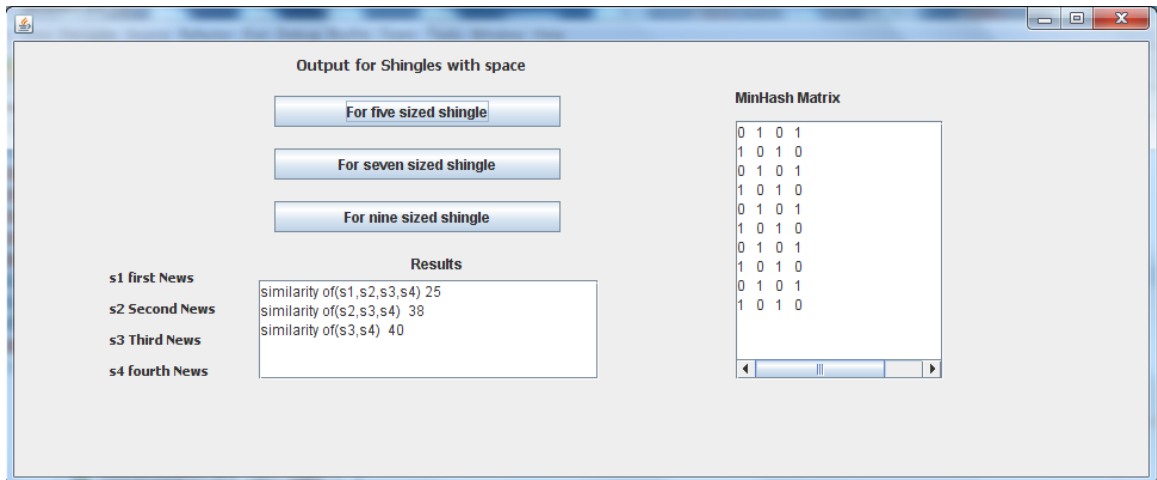 Output for Shingles with space
For five sized shingle
For seven sized shingle
For nine sized shingle
Results
s1 first News
s2 Second News
s3 Third News
s4 fourth News
similarity of(s1,s2,s3,s4) 25
similarity of(s2,s3,s4) 38
similarity of(s3,s4) 40
MinHash Matrix
0 1 0 1
1 0 1 0
0 1 0 1
1 0 1 0
0 1 0 1
1 0 1 0
0 1 0 1
1 0 1 0
0 1 0 1
1 0 1 0